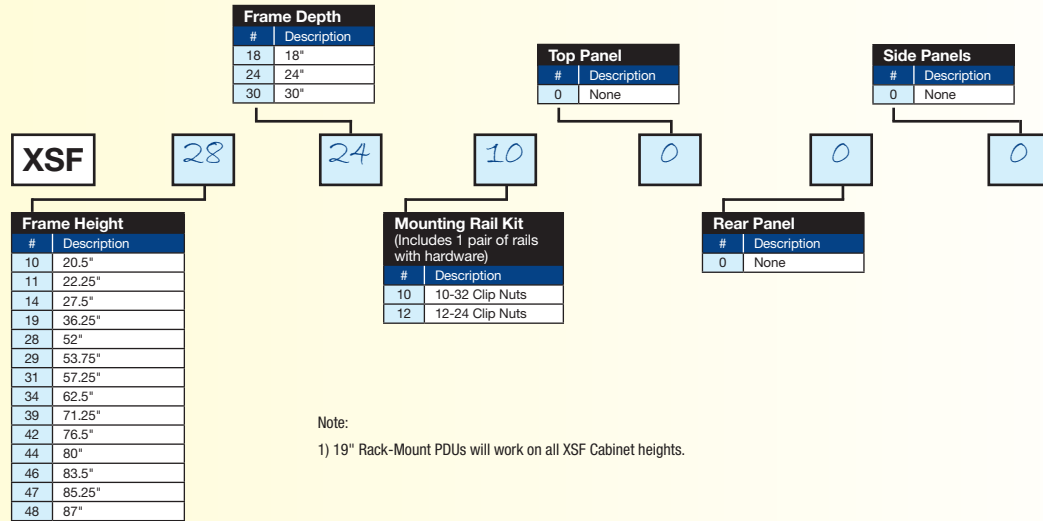 Frame Depth
# Description
18 18"
24 24"
30 30"
Top Panel
# Description
0 None
Side Panels
# Description
0 None
XSF 28 24 10 0 0 0
Frame Height
# Description
10 20.5"
11 22.25"
14 27.5"
19 36.25"
28 52"
29 53.75"
31 57.25"
34 62.5"
39 71.25"
42 76.5"
44 80"
46 83.5"
47 85.25"
48 87"
Mounting Rail Kit
(Includes 1 pair of rails
with hardware)
# Description
10 10-32 Clip Nuts
12 12-24 Clip Nuts
Rear Panel
# Description
0 None
Note:
1) 19" Rack-Mount PDUs will work on all XSF Cabinet heights.